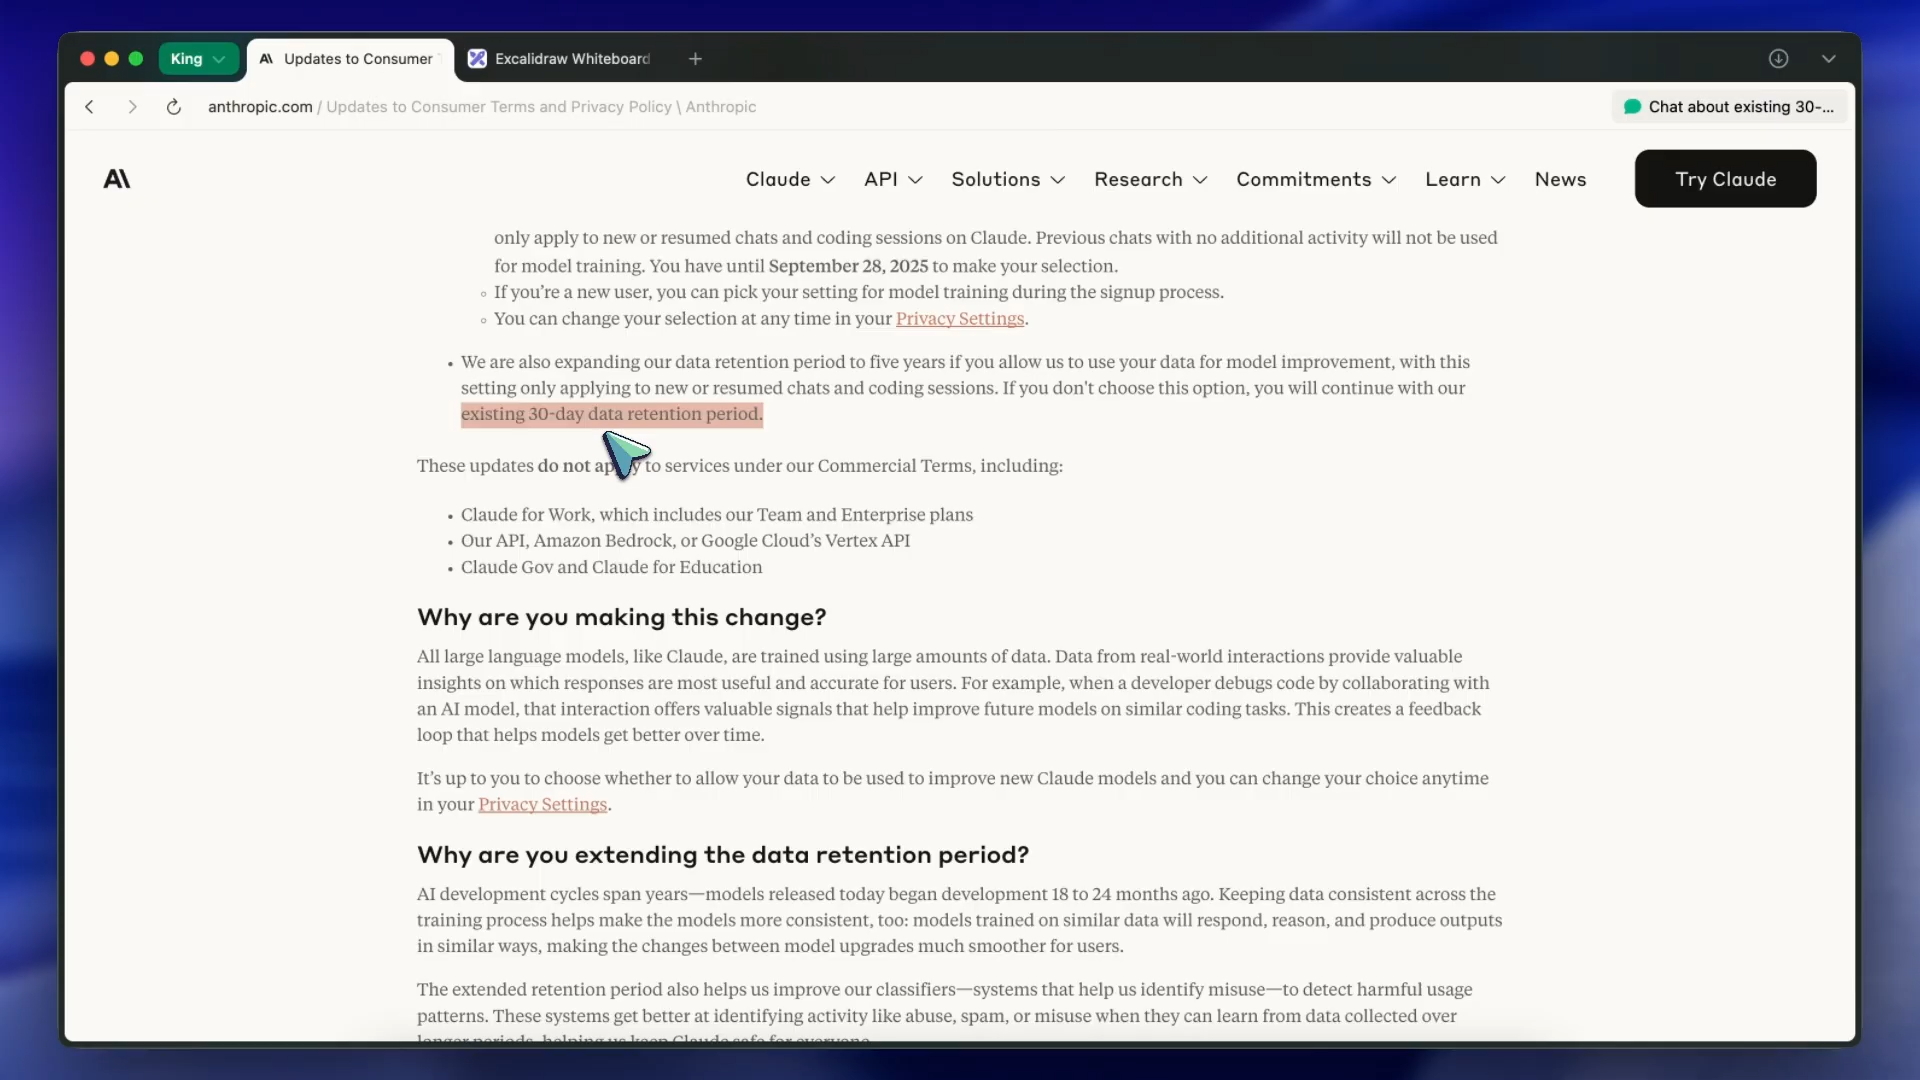 King
Updates to Consumer
Excalidraw Whiteboard
anthropic.com / Updates to Consumer Terms and Privacy Policy \ Anthropic
Chat about existing 30-...
A\
Claude
API
Solutions
Research
Commitments
Learn
News
Try Claude
only apply to new or resumed chats and coding sessions on Claude. Previous chats with no additional activity will not be used
for model training. You have until September 28, 2025 to make your selection.
◦ If you’re a new user, you can pick your setting for model training during the signup process.
◦ You can change your selection at any time in your Privacy Settings.
• We are also expanding our data retention period to five years if you allow us to use your data for model improvement, with this
setting only applying to new or resumed chats and coding sessions. If you don't choose this option, you will continue with our
existing 30-day data retention period.
These updates do not apply to services under our Commercial Terms, including:
• Claude for Work, which includes our Team and Enterprise plans
• Our API, Amazon Bedrock, or Google Cloud’s Vertex API
• Claude Gov and Claude for Education
Why are you making this change?
All large language models, like Claude, are trained using large amounts of data. Data from real-world interactions provide valuable
insights on which responses are most useful and accurate for users. For example, when a developer debugs code by collaborating with
an AI model, that interaction offers valuable signals that help improve future models on similar coding tasks. This creates a feedback
loop that helps models get better over time.
It’s up to you to choose whether to allow your data to be used to improve new Claude models and you can change your choice anytime
in your Privacy Settings.
Why are you extending the data retention period?
AI development cycles span years—models released today began development 18 to 24 months ago. Keeping data consistent across the
training process helps make the models more consistent, too: models trained on similar data will respond, reason, and produce outputs
in similar ways, making the changes between model upgrades much smoother for users.
The extended retention period also helps us improve our classifiers—systems that help us identify misuse—to detect harmful usage
patterns. These systems get better at identifying activity like abuse, spam, or misuse when they can learn from data collected over
longer periods, helping us keep Claude safe for everyone.